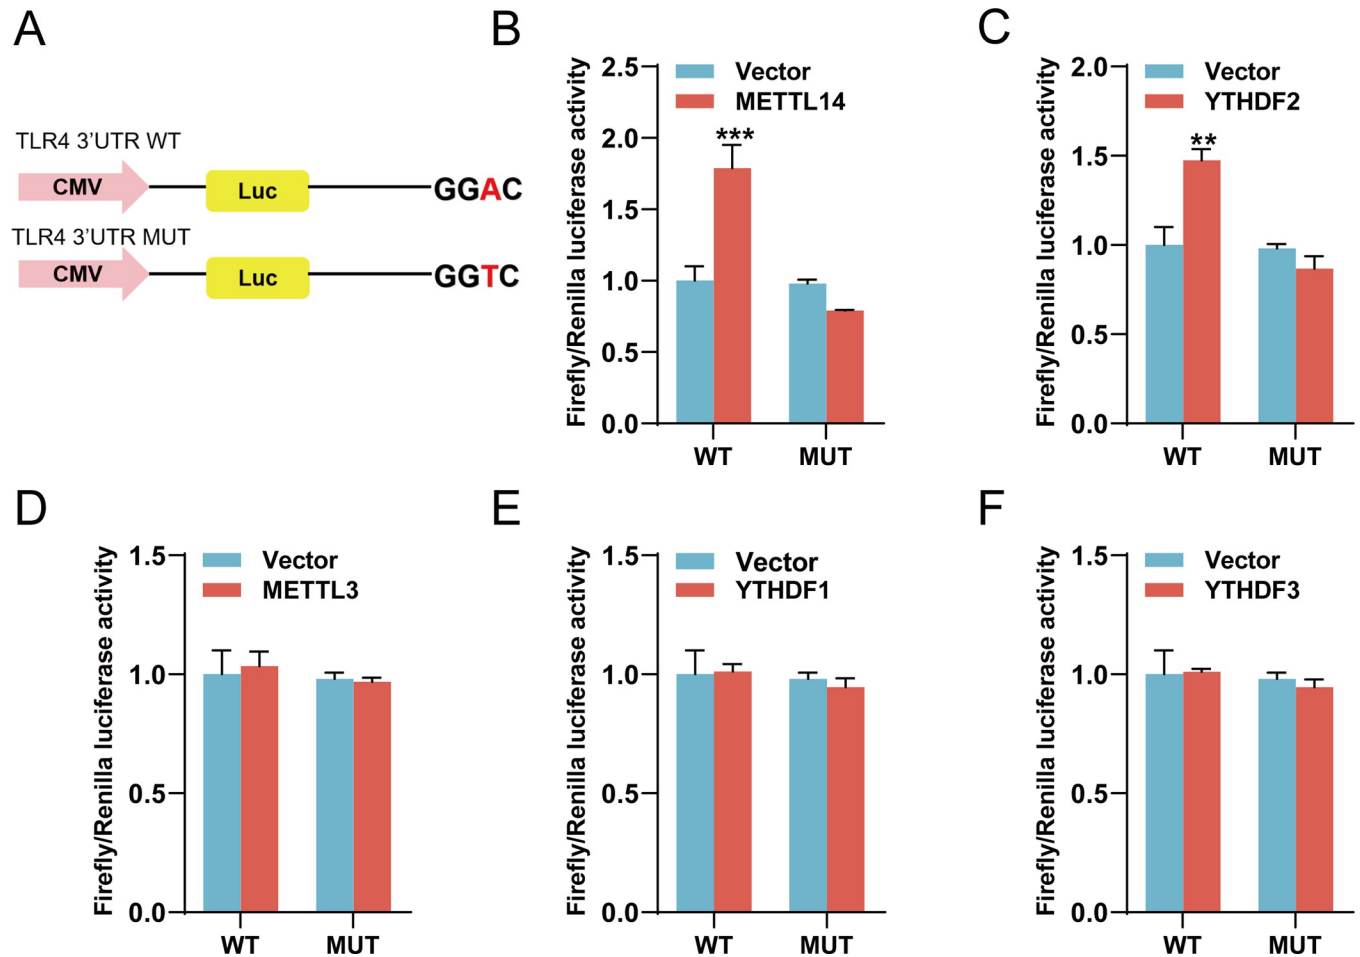 A
TLR4 3’UTR WT
CMV
Luc
GGAC
TLR4 3’UTR MUT
CMV
Luc
GGTC
B
Firefly/Renilla luciferase activity
2.5
2.0
1.5
1.0
0.5
0.0
Vector
METTL14
***
WT
MUT
C
Firefly/Renilla luciferase activity
2.0
1.5
1.0
0.5
0.0
Vector
YTHDF2
**
WT
MUT
D
Firefly/Renilla luciferase activity
1.5
1.0
0.5
0.0
Vector
METTL3
WT
MUT
E
Firefly/Renilla luciferase activity
1.5
1.0
0.5
0.0
Vector
YTHDF1
WT
MUT
F
Firefly/Renilla luciferase activity
1.5
1.0
0.5
0.0
Vector
YTHDF3
WT
MUT